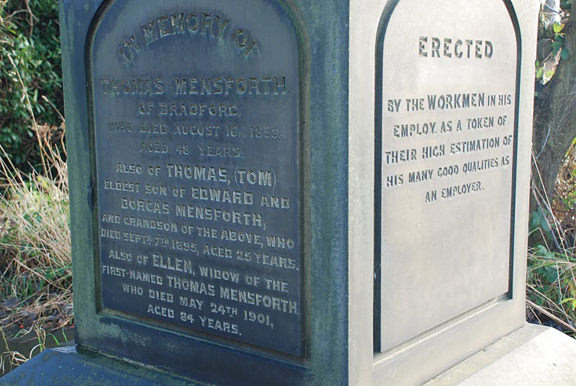 IN MEMORY OF
THOMAS MENSFORTH
OF BRADFORD,
WHO DIED AUGUST 16TH 1859,
AGED 48 YEARS.
ALSO OF THOMAS, (TOM)
ELDEST SON OF EDWARD AND
DORCAS MENSFORTH,
AND GRANDSON OF THE ABOVE, WHO
DIED SEPTR 7TH 1895, AGED 25 YEARS.
ALSO OF ELLEN, WIDOW OF THE
FIRST-NAMED THOMAS MENSFORTH,
WHO DIED MAY 24TH 1901,
AGED 84 YEARS.
ERECTED
BY THE WORKMEN IN HIS
EMPLOY, AS A TOKEN OF
THEIR HIGH ESTIMATION OF
HIS MANY GOOD QUALITIES AS
AN EMPLOYER.